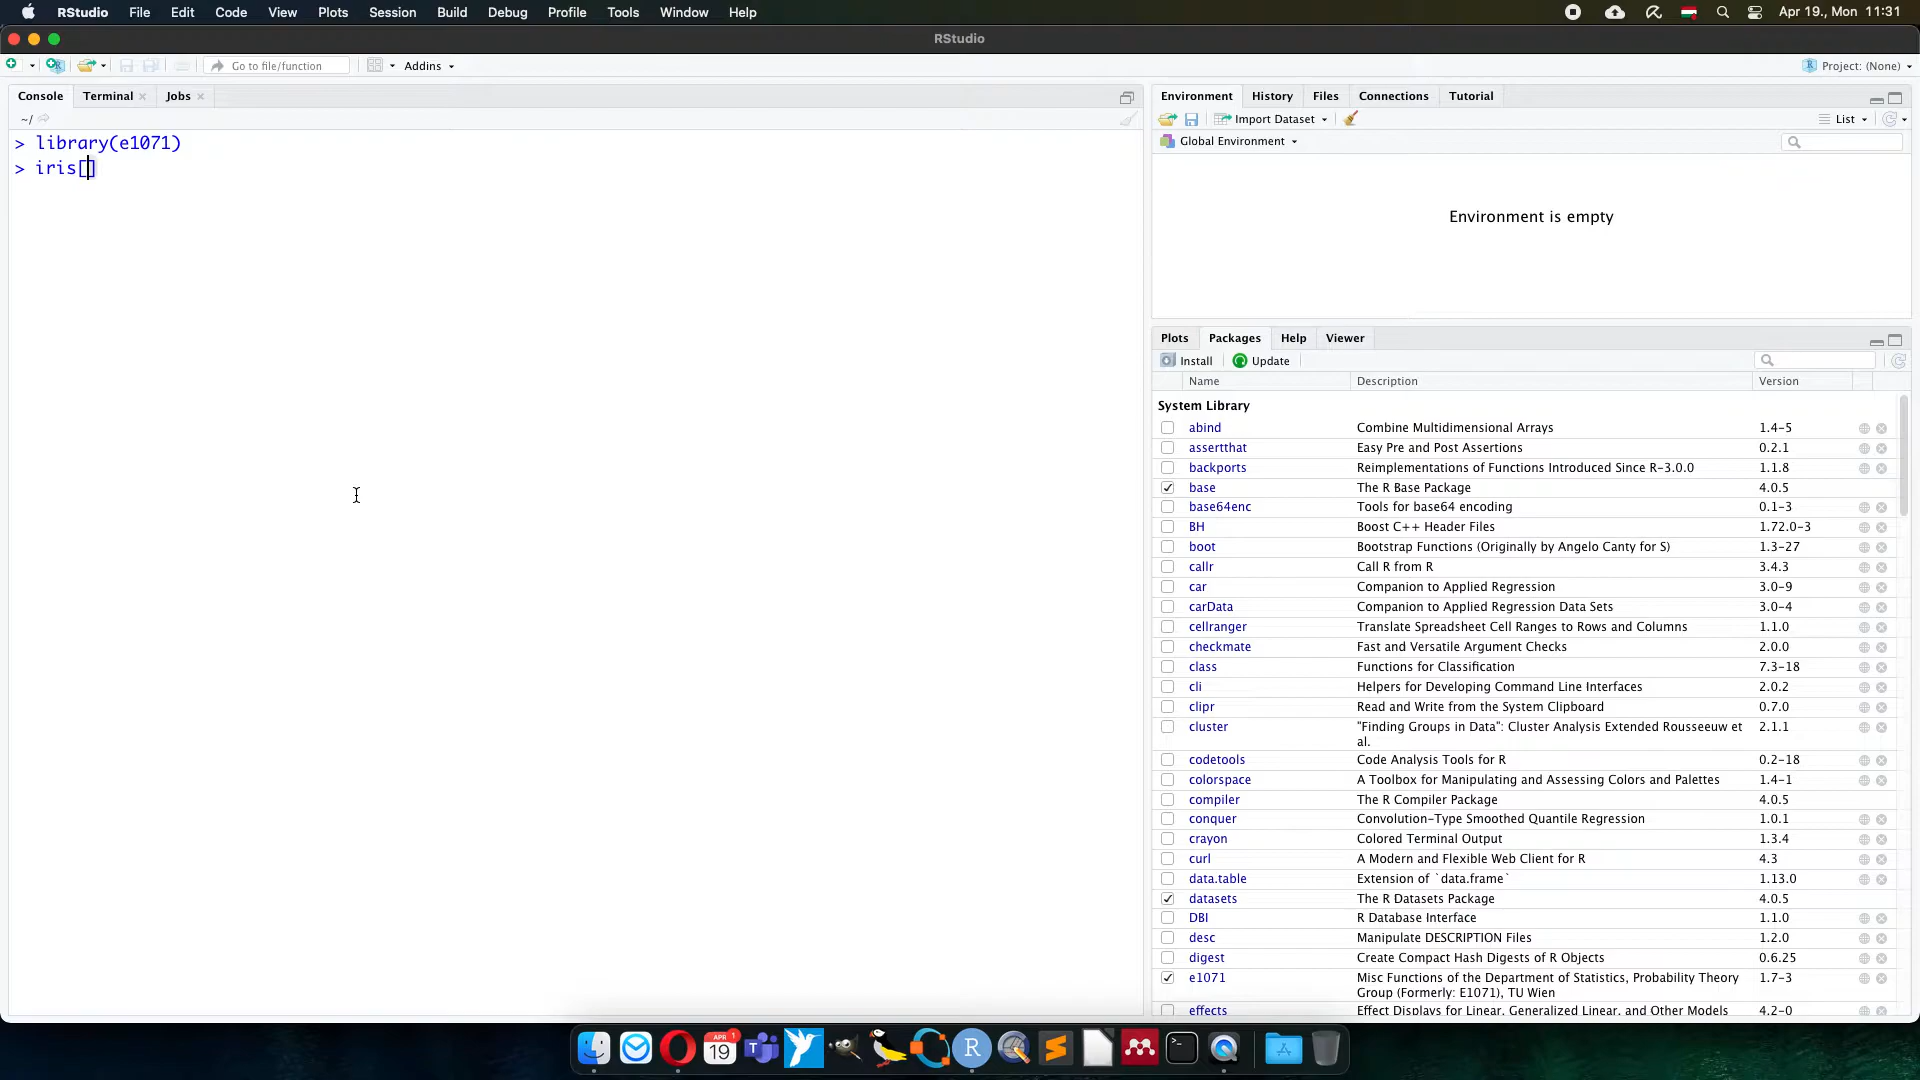 RStudio File Edit Code View Plots Session Build Debug Profile Tools Window Help Apr 19., Mon 11:31
RStudio
Go to file/function Addins Project: (None)
Console Terminal Jobs
~/
> library(e1071)
> iris[]
Environment History Files Connections Tutorial
Import Dataset List
Global Environment
Environment is empty
Plots Packages Help Viewer
Install Update
Name Description Version
System Library
abind Combine Multidimensional Arrays 1.4-5
assertthat Easy Pre and Post Assertions 0.2.1
backports Reimplementations of Functions Introduced Since R-3.0.0 1.1.8
base The R Base Package 4.0.5
base64enc Tools for base64 encoding 0.1-3
BH Boost C++ Header Files 1.72.0-3
boot Bootstrap Functions (Originally by Angelo Canty for S) 1.3-27
callr Call R from R 3.4.3
car Companion to Applied Regression 3.0-9
carData Companion to Applied Regression Data Sets 3.0-4
cellranger Translate Spreadsheet Cell Ranges to Rows and Columns 1.1.0
checkmate Fast and Versatile Argument Checks 2.0.0
class Functions for Classification 7.3-18
cli Helpers for Developing Command Line Interfaces 2.0.2
clipr Read and Write from the System Clipboard 0.7.0
cluster "Finding Groups in Data": Cluster Analysis Extended Rousseeuw et 2.1.1
al.
codetools Code Analysis Tools for R 0.2-18
colorspace A Toolbox for Manipulating and Assessing Colors and Palettes 1.4-1
compiler The R Compiler Package 4.0.5
conquer Convolution-Type Smoothed Quantile Regression 1.0.1
crayon Colored Terminal Output 1.3.4
curl A Modern and Flexible Web Client for R 4.3
data.table Extension of `data.frame` 1.13.0
datasets The R Datasets Package 4.0.5
DBI R Database Interface 1.1.0
desc Manipulate DESCRIPTION Files 1.2.0
digest Create Compact Hash Digests of R Objects 0.6.25
e1071 Misc Functions of the Department of Statistics, Probability Theory 1.7-3
Group (Formerly: E1071), TU Wien
effects Effect Displays for Linear, Generalized Linear, and Other Models 4.2-0
APR
19
1
R